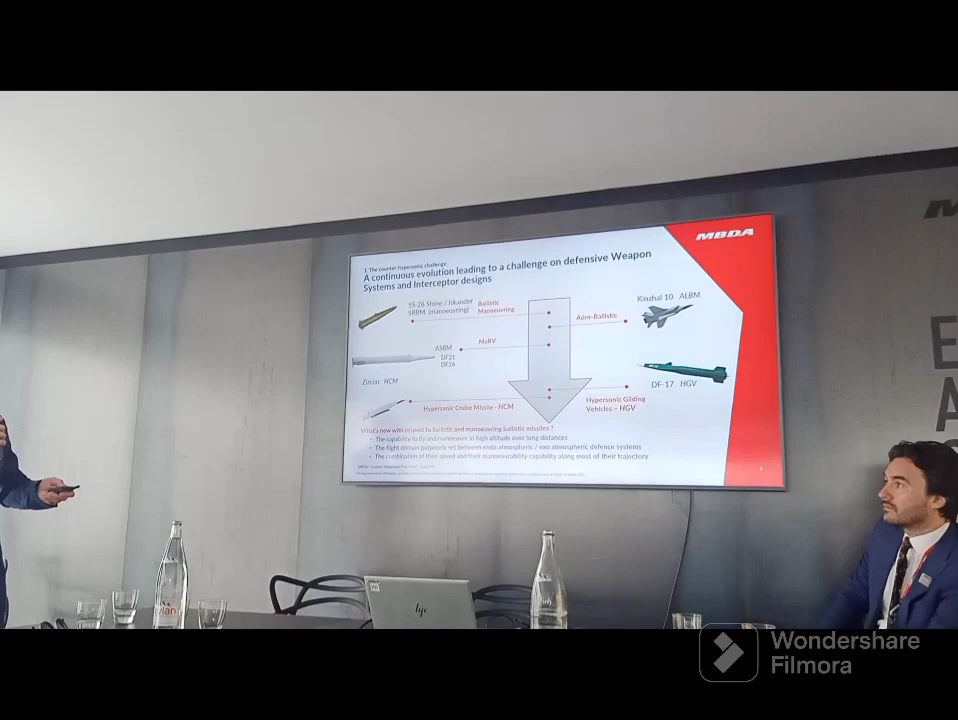 MBDA
1. The counter-hypersonic challenge
A continuous evolution leading to a challenge on defensive Weapon
Systems and Interceptor designs
SS-26 Stone / Iskander
SRBM (manoeuvring)
Ballistic
Manoeuvring
Kinzhal 10 ALBM
Aéro-Ballistic
ASBM
DF21
DF26
MaRV
Zircon HCM
DF-17 HGV
Hypersonic Cruise Missile - HCM
Hypersonic Gliding
Vehicles - HGV
What's new with respect to ballistic and manoeuvring ballistic missiles ?
• The capability to fly and manoeuvre at high altitude over long distances
• The flight domain purposely set between endo atmospheric / exo atmospheric defence systems
• The combination of their speed and their manoeuvrability capability along most of their trajectory
E
A
hp
evian
Wondershare
Filmora